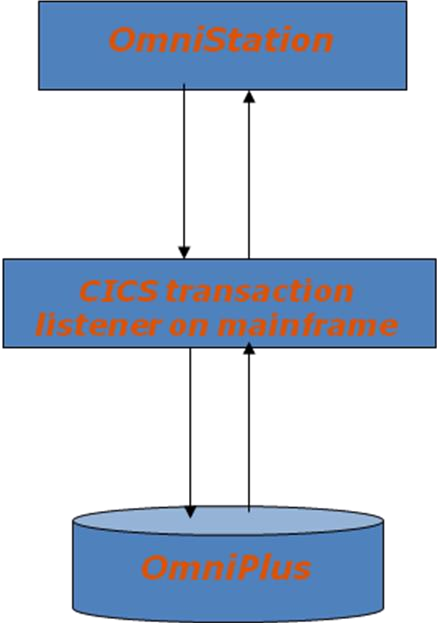 OmniStation
CICS transaction
listener on mainframe
OmniPlus